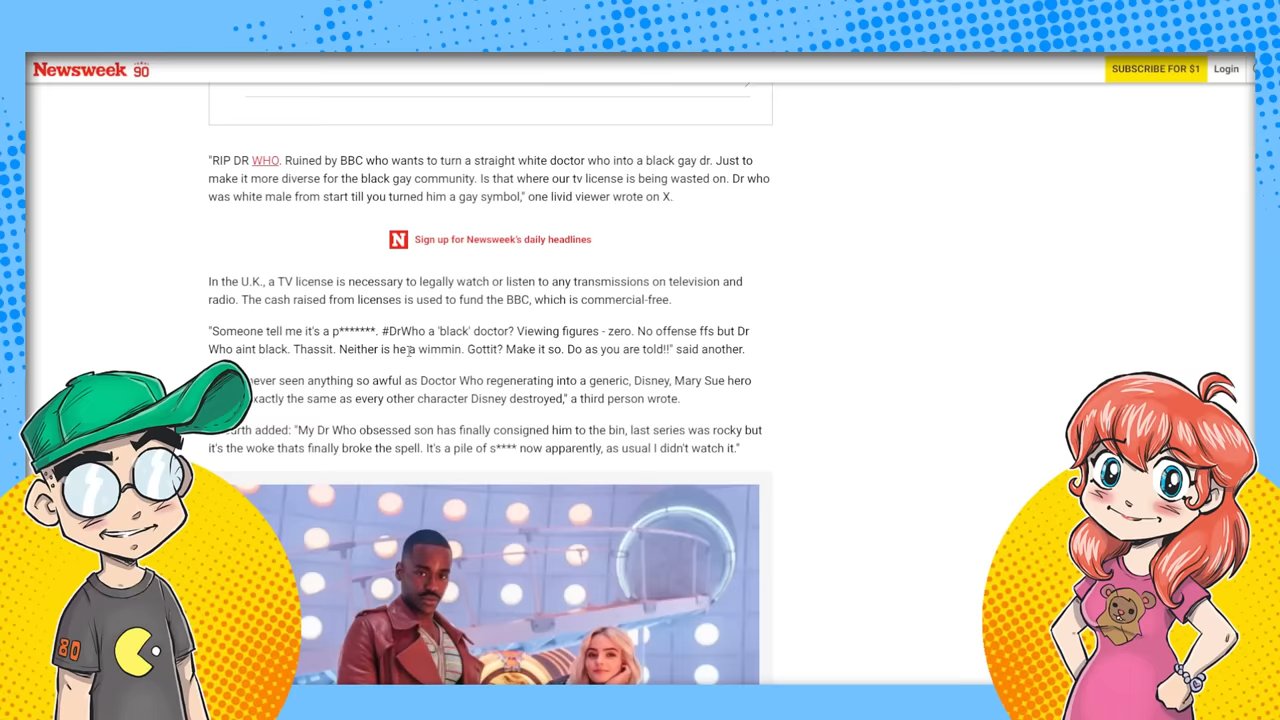 Newsweek 90
SUBSCRIBE FOR $1 Login
"RIP DR WHO. Ruined by BBC who wants to turn a straight white doctor who into a black gay dr. Just to
make it more diverse for the black gay community. Is that where our tv license is being wasted on. Dr who
was white male from start till you turned him a gay symbol," one livid viewer wrote on X.
N Sign up for Newsweek's daily headlines
In the U.K., a TV license is necessary to legally watch or listen to any transmissions on television and
radio. The cash raised from licenses is used to fund the BBC, which is commercial-free.
"Someone tell me it's a p*******. #DrWho a 'black' doctor? Viewing figures - zero. No offense ffs but Dr
Who aint black. Thassit. Neither is he a wimmin. Gottit? Make it so. Do as you are told!!" said another.
never seen anything so awful as Doctor Who regenerating into a generic, Disney, Mary Sue hero
exactly the same as every other character Disney destroyed," a third person wrote.
added: "My Dr Who obsessed son has finally consigned him to the bin, last series was rocky but
it's the woke thats finally broke the spell. It's a pile of s**** now apparently, as usual I didn't watch it."
80